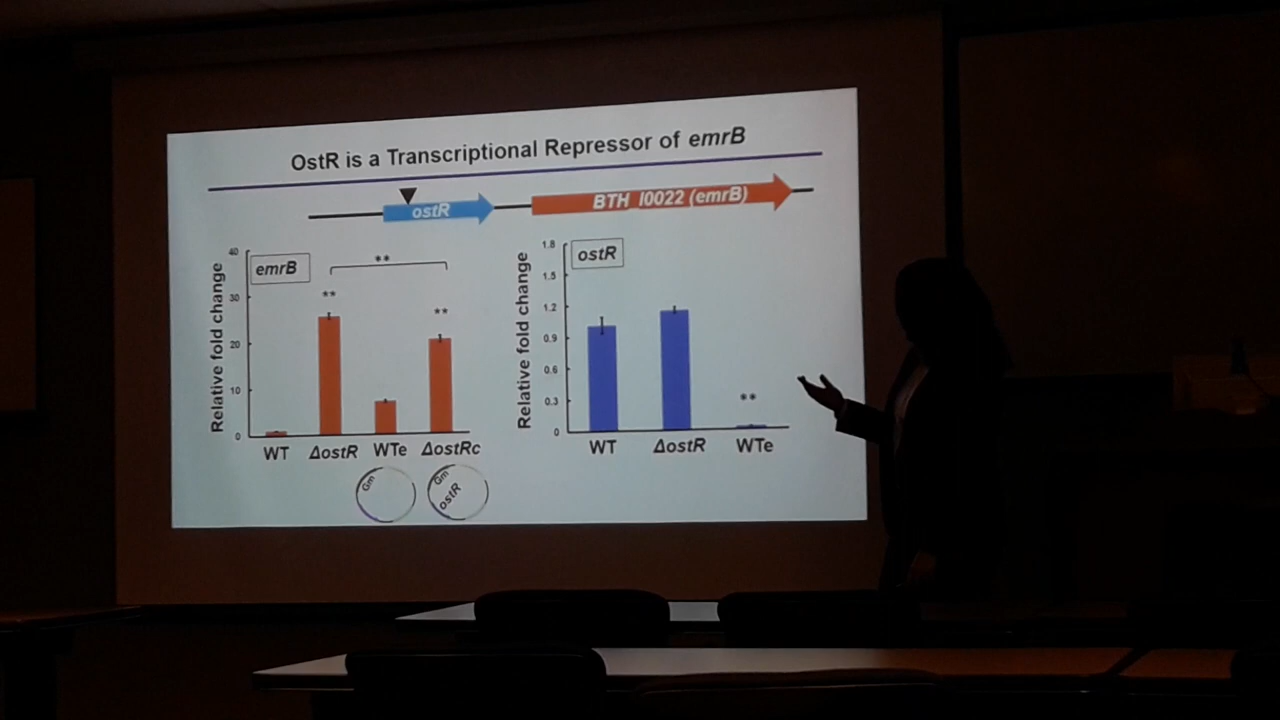 OstR is a Transcriptional Repressor of emrB
ostR
BTH_I0022 (emrB)
emrB
Relative fold change
40
30
20
10
0
**
**
**
WT
ΔostR
WTe
ΔostRc
Gm
Gm
ostR
ostR
Relative fold change
1.8
1.5
1.2
0.9
0.6
0.3
0
**
WT
ΔostR
WTe